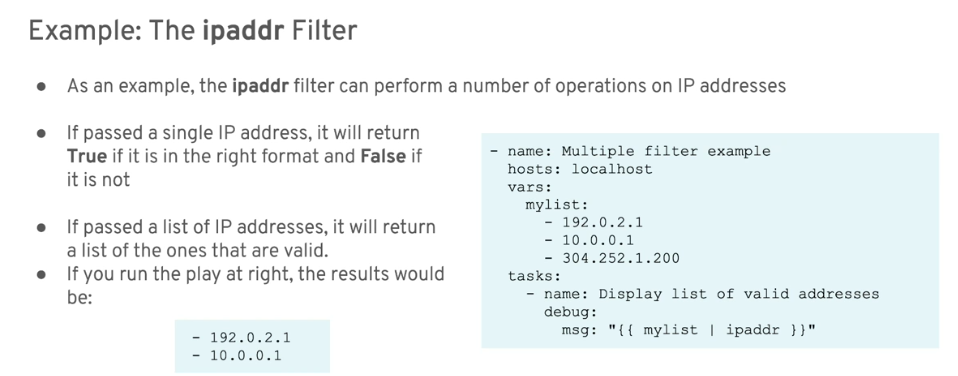 Example: The ipaddr Filter
● As an example, the ipaddr filter can perform a number of operations on IP addresses
● If passed a single IP address, it will return
True if it is in the right format and False if
it is not
● If passed a list of IP addresses, it will return
a list of the ones that are valid.
● If you run the play at right, the results would
be:
- 192.0.2.1
- 10.0.0.1
- name: Multiple filter example
  hosts: localhost
  vars:
    mylist:
      - 192.0.2.1
      - 10.0.0.1
      - 304.252.1.200
  tasks:
    - name: Display list of valid addresses
      debug:
        msg: "{{ mylist | ipaddr }}"